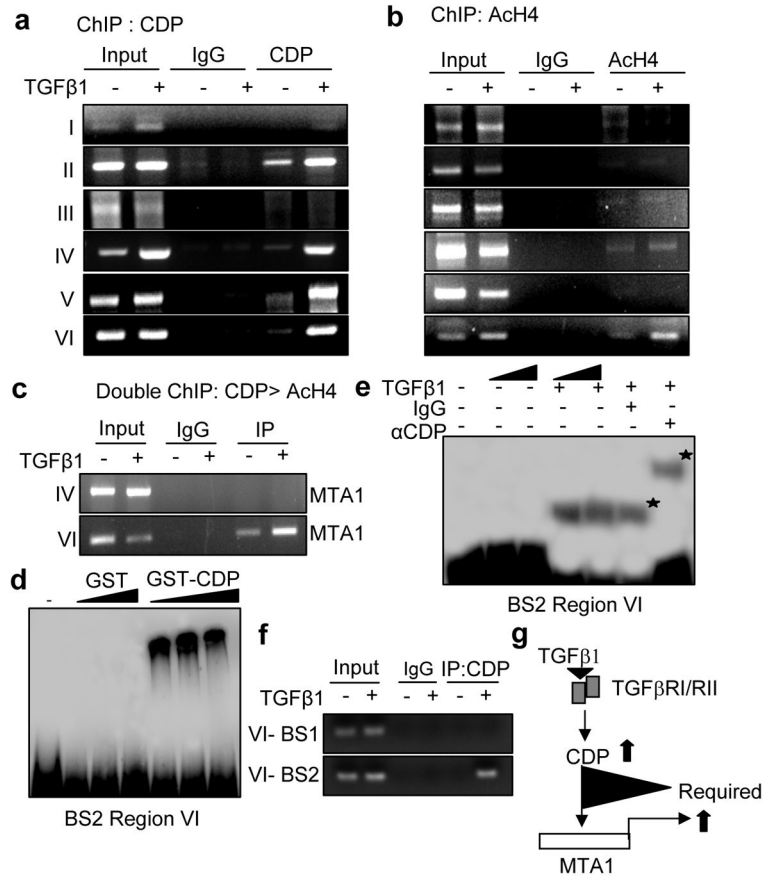 a
ChIP : CDP
Input IgG CDP
TGFβ1 - + - + - +
I
II
III
IV
V
VI
b
ChIP: AcH4
Input IgG AcH4
- + - + - +
c
Double ChIP: CDP> AcH4
Input IgG IP
TGFβ1 - + - + - +
IV MTA1
VI MTA1
d
GST GST-CDP
-
BS2 Region VI
e
TGFβ1 - - - + + + +
IgG - - - - - + -
αCDP - - - - - - +
BS2 Region VI
f
Input IgG IP:CDP
TGFβ1 - + - + - +
VI- BS1
VI- BS2
g
TGFβ1
TGFβRI/RII
CDP
Required
MTA1